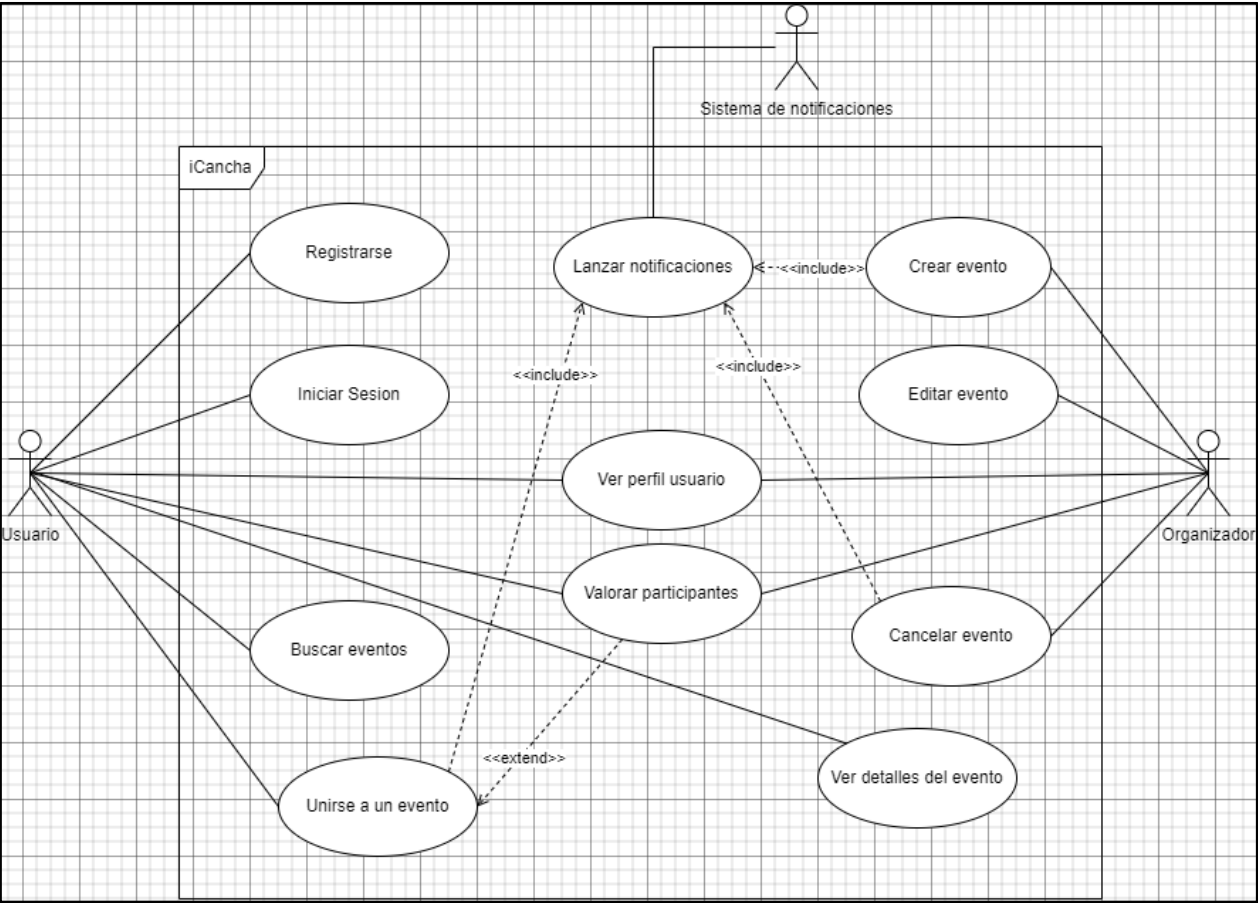 Sistema de notificaciones
iCancha
Registrarse
Lanzar notificaciones
<<include>>
Crear evento
<<include>>
<<include>>
Iniciar Sesion
Editar evento
Ver perfil usuario
Usuario
Organizador
Valorar participantes
Buscar eventos
Cancelar evento
<<extend>>
Ver detalles del evento
Unirse a un evento